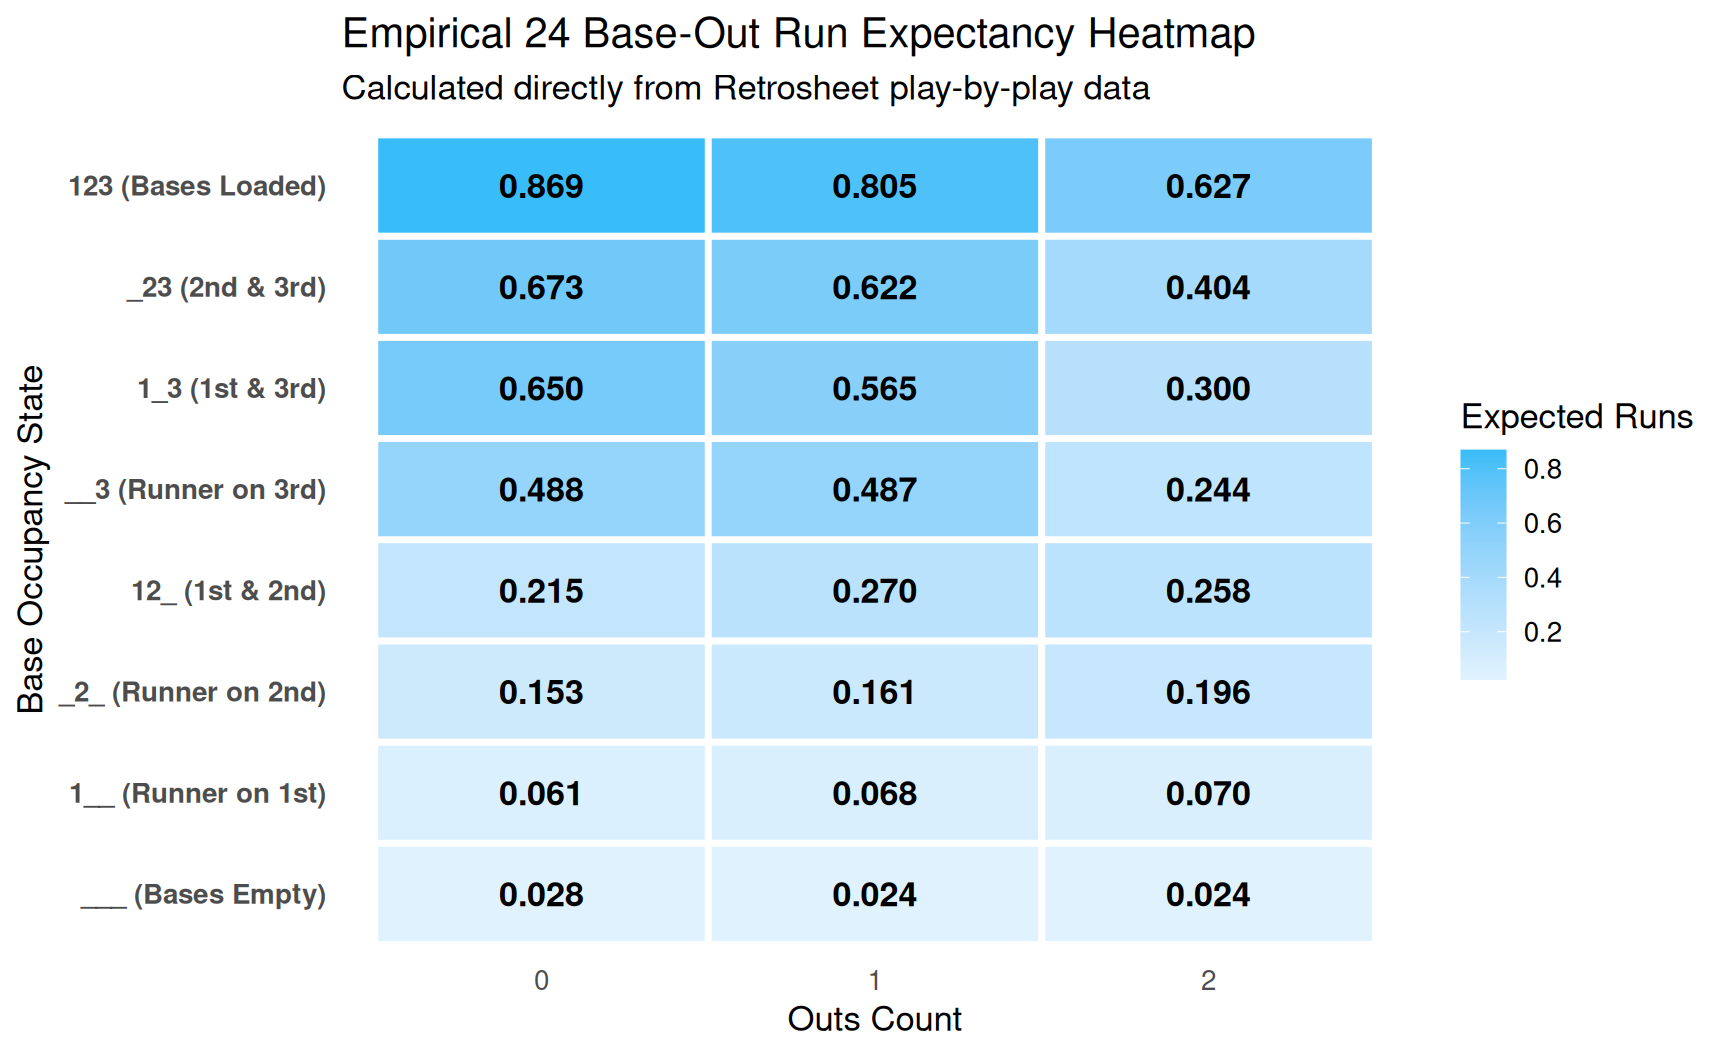 Empirical 24 Base-Out Run Expectancy Heatmap
Calculated directly from Retrosheet play-by-play data
Base Occupancy State
123 (Bases Loaded) 0.869 0.805 0.627
_23 (2nd & 3rd) 0.673 0.622 0.404
1_3 (1st & 3rd) 0.650 0.565 0.300
__3 (Runner on 3rd) 0.488 0.487 0.244
12_ (1st & 2nd) 0.215 0.270 0.258
_2_ (Runner on 2nd) 0.153 0.161 0.196
1__ (Runner on 1st) 0.061 0.068 0.070
___ (Bases Empty) 0.028 0.024 0.024
0 1 2
Outs Count
Expected Runs
0.8
0.6
0.4
0.2